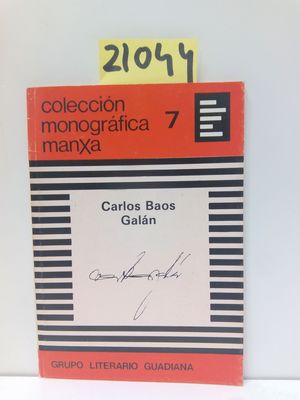 21044
colección
monográfica 7
manXa
Carlos Baos
Galán
GRUPO LITERARIO GUADIANA